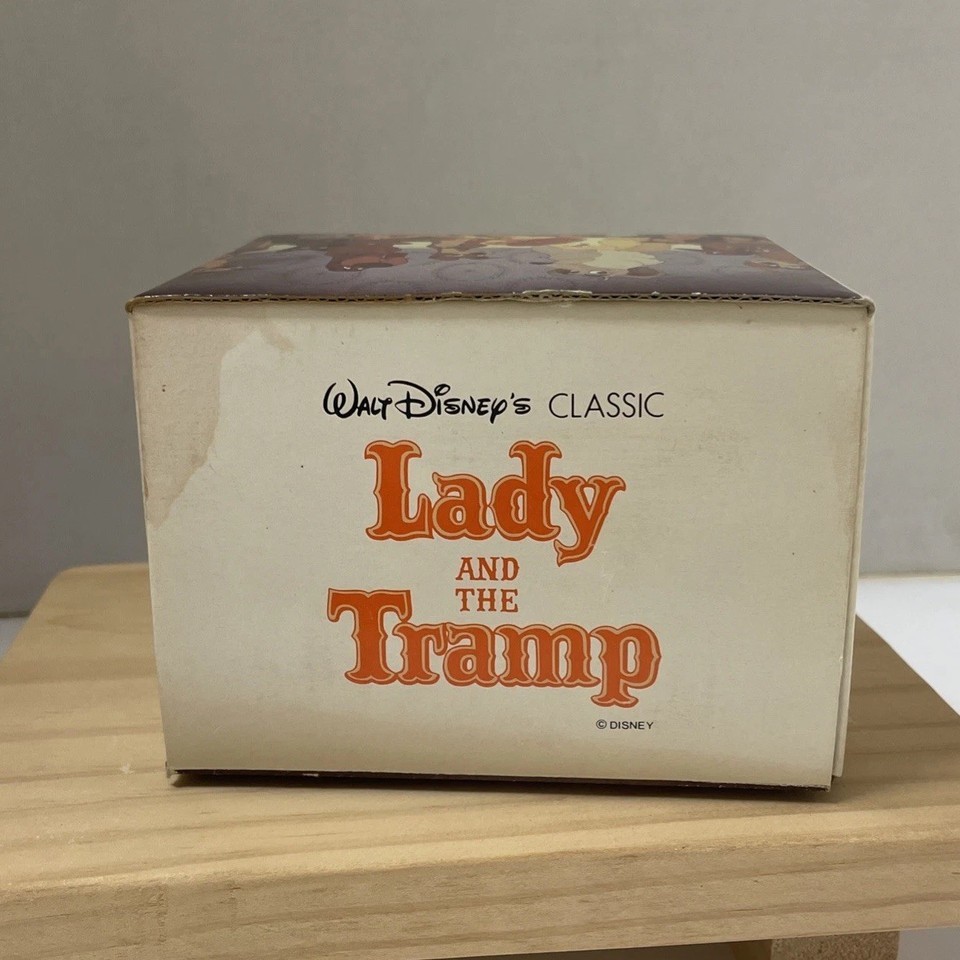 Walt Disney's CLASSIC
Lady
AND
THE
Tramp
© DISNEY